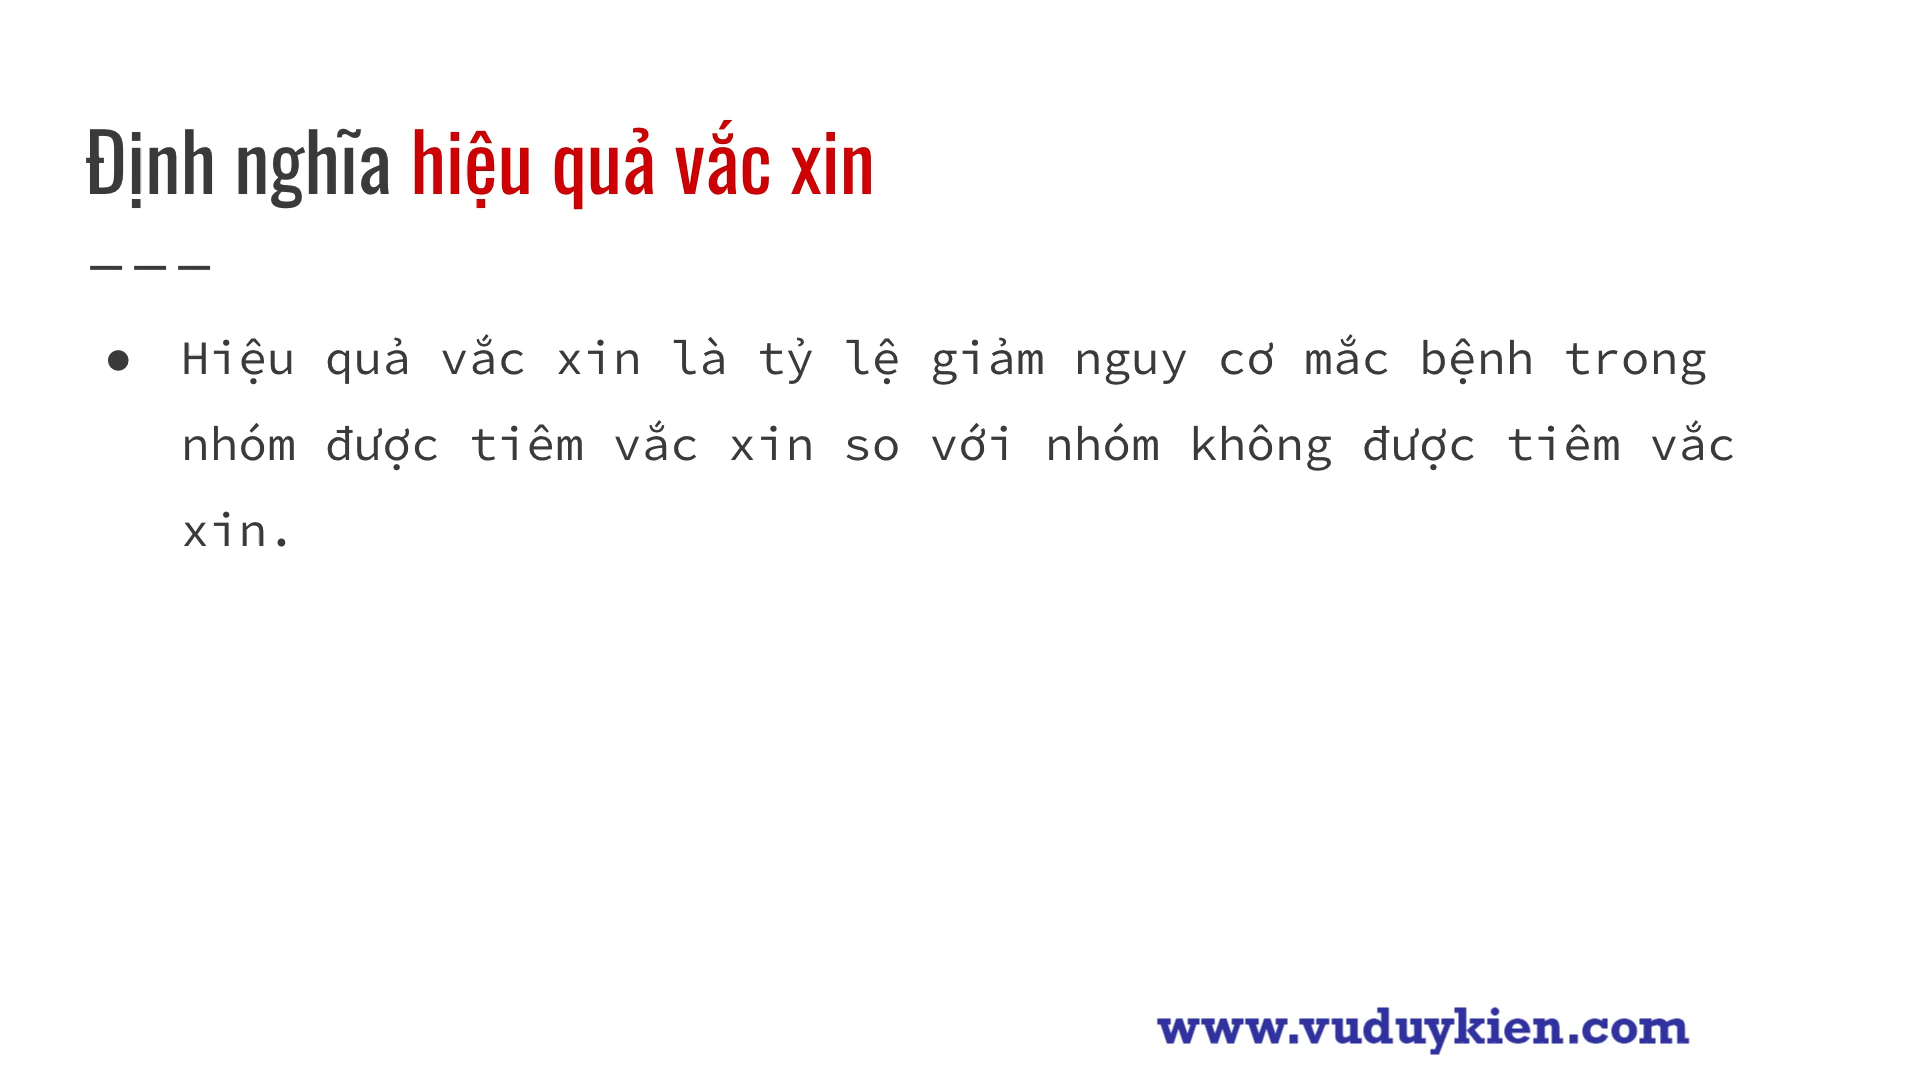 Định nghĩa hiệu quả vắc xin
● Hiệu quả vắc xin là tỷ lệ giảm nguy cơ mắc bệnh trong
nhóm được tiêm vắc xin so với nhóm không được tiêm vắc
xin.
www.vuduykien.com